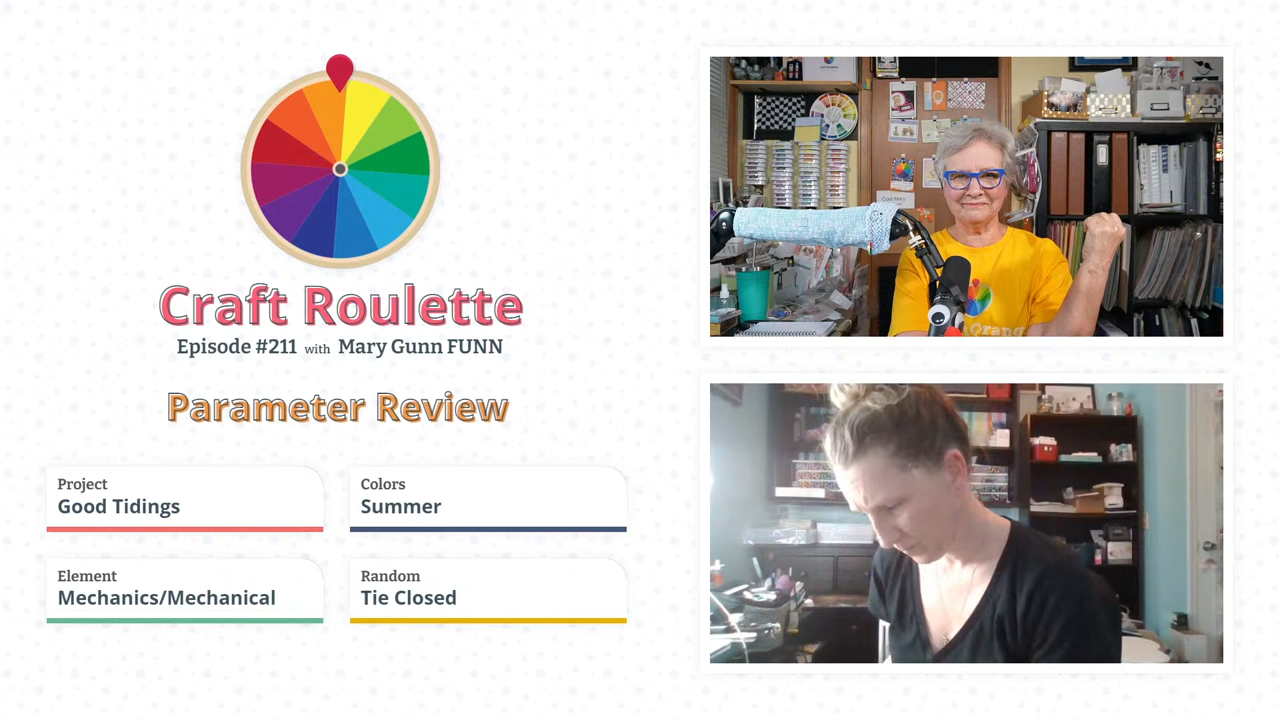 Craft Roulette
Episode #211 with Mary Gunn FUNN
Parameter Review
Project
Good Tidings
Colors
Summer
Element
Mechanics/Mechanical
Random
Tie Closed